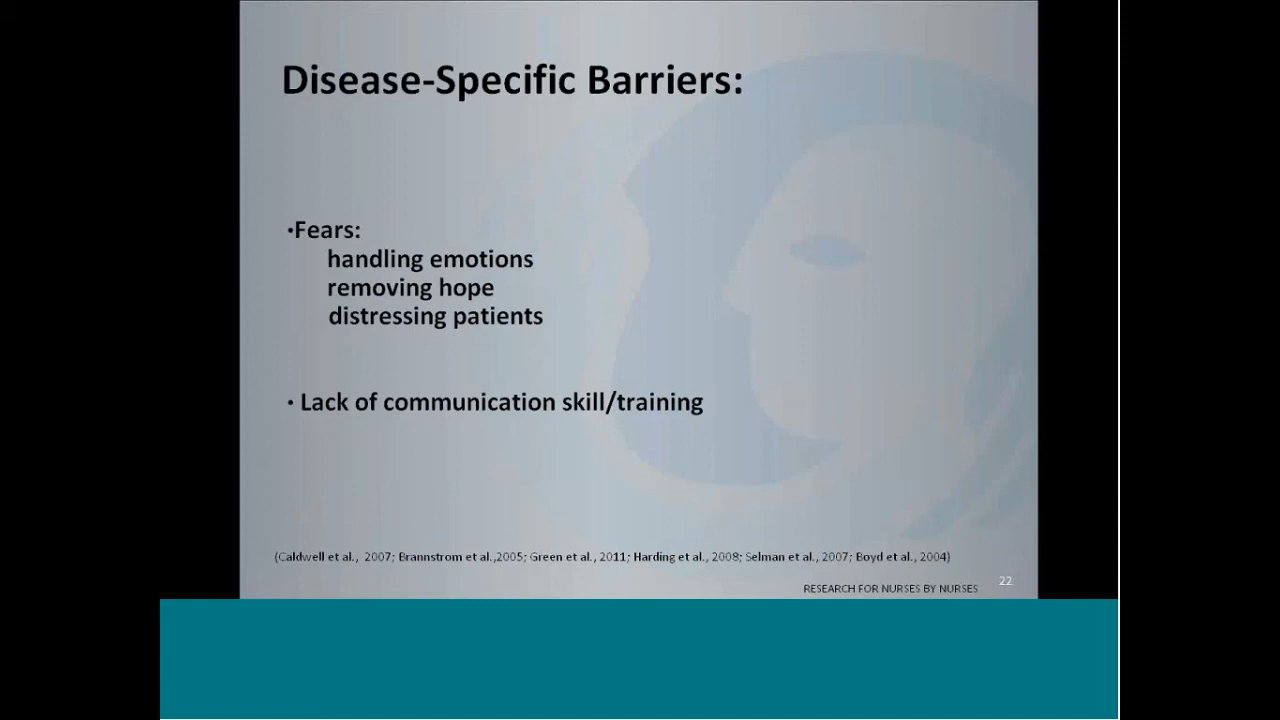 Disease-Specific Barriers:
•Fears:
handling emotions
removing hope
distressing patients
• Lack of communication skill/training
(Caldwell et al.,  2007; Brannstrom et al.,2005; Green et al., 2011; Harding et al., 2008; Selman et al., 2007; Boyd et al., 2004)
22
RESEARCH FOR NURSES BY NURSES